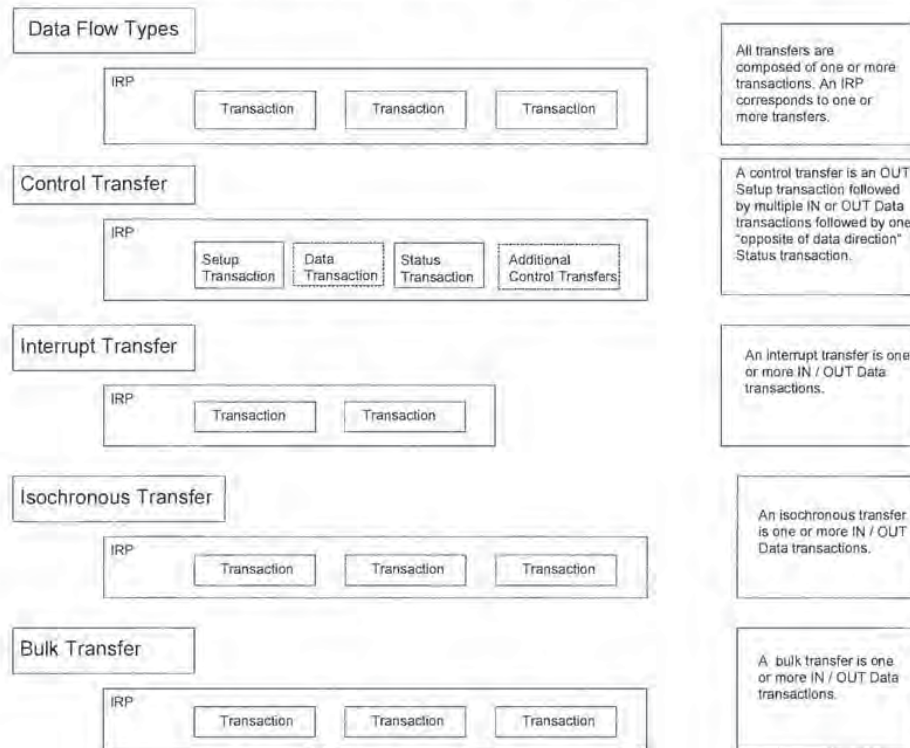 Data Flow Types
IRP
Transaction Transaction Transaction
All transfers are
composed of one or more
transactions. An IRP
corresponds to one or
more transfers.
Control Transfer
IRP
Setup
Transaction
Data
Transaction
Status
Transaction
Additional
Control Transfers
A control transfer is an OUT
Setup transaction followed
by multiple IN or OUT Data
transactions followed by one
"opposite of data direction"
Status transaction.
Interrupt Transfer
IRP
Transaction Transaction
An interrupt transfer is one
or more IN / OUT Data
transactions.
Isochronous Transfer
IRP
Transaction Transaction Transaction
An isochronous transfer
is one or more IN / OUT
Data transactions.
Bulk Transfer
IRP
Transaction Transaction Transaction
A bulk transfer is one
or more IN / OUT Data
transactions.